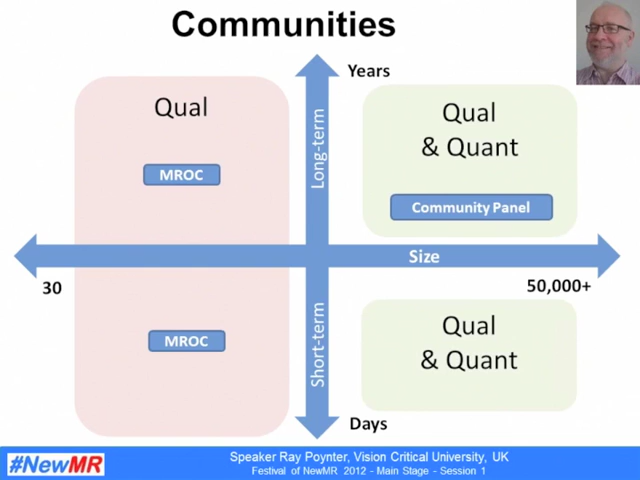 Communities
Years
Qual
Long-term
Qual
& Quant
MROC
Community Panel
Size
30
50,000+
Short-term
Qual
& Quant
MROC
Days
#NewMR
Speaker Ray Poynter, Vision Critical University, UK
Festival of NewMR 2012 - Main Stage - Session 1